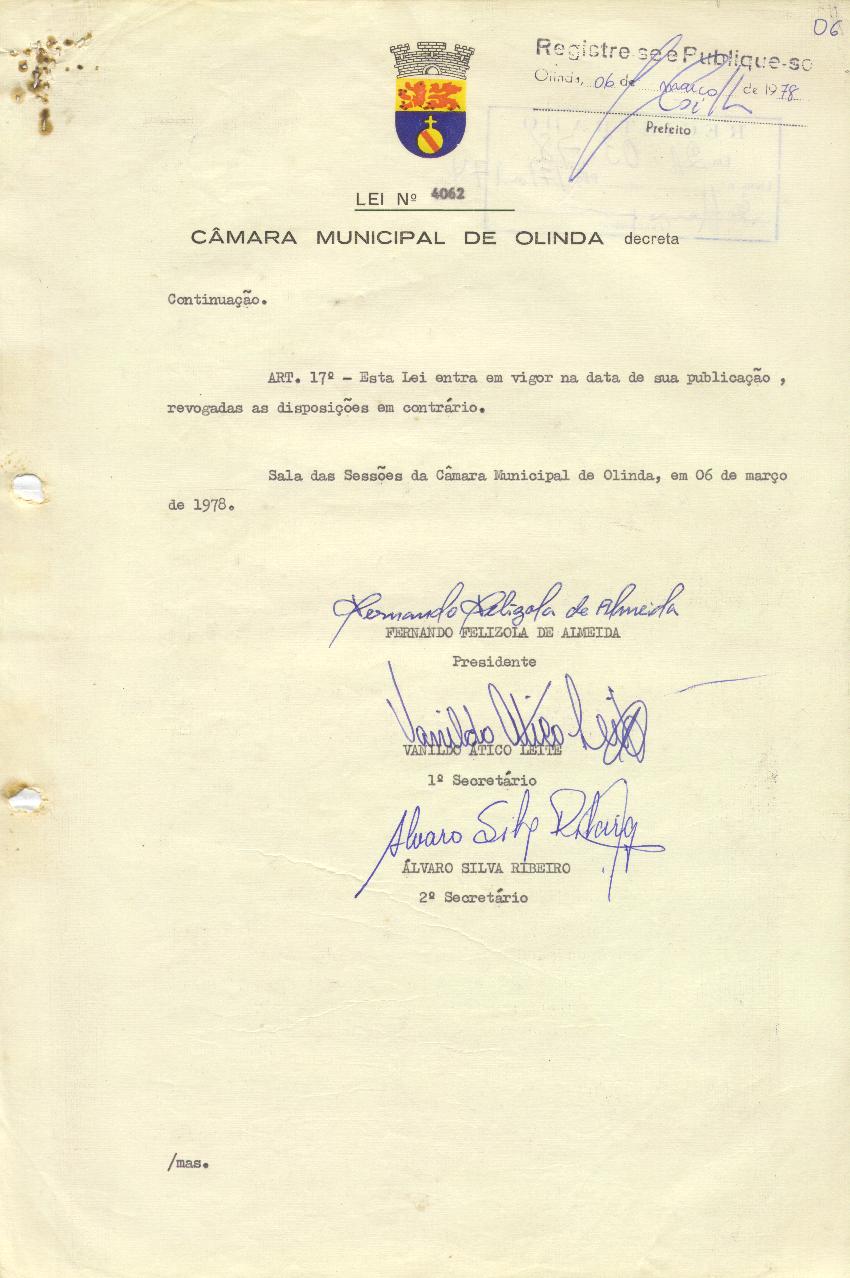 06
Registre-se e Publique-se
Olinda, 06 de março de 1978
Prefeito
LEI Nº 4062
CÂMARA MUNICIPAL DE OLINDA decreta
Continuação.
ART. 17º - Esta Lei entra em vigor na data de sua publicação ,
revogadas as disposições em contrário.
Sala das Sessões da Câmara Municipal de Olinda, em 06 de março
de 1978.
Fernando Felizola de Almeida
FERNANDO FELIZOLA DE ALMEIDA
Presidente
Vanildo Atico Leite
VANILDO ATICO LEITE
1º Secretário
Alvaro Silva Ribeiro
ÁLVARO SILVA RIBEIRO
2º Secretário
/mas.